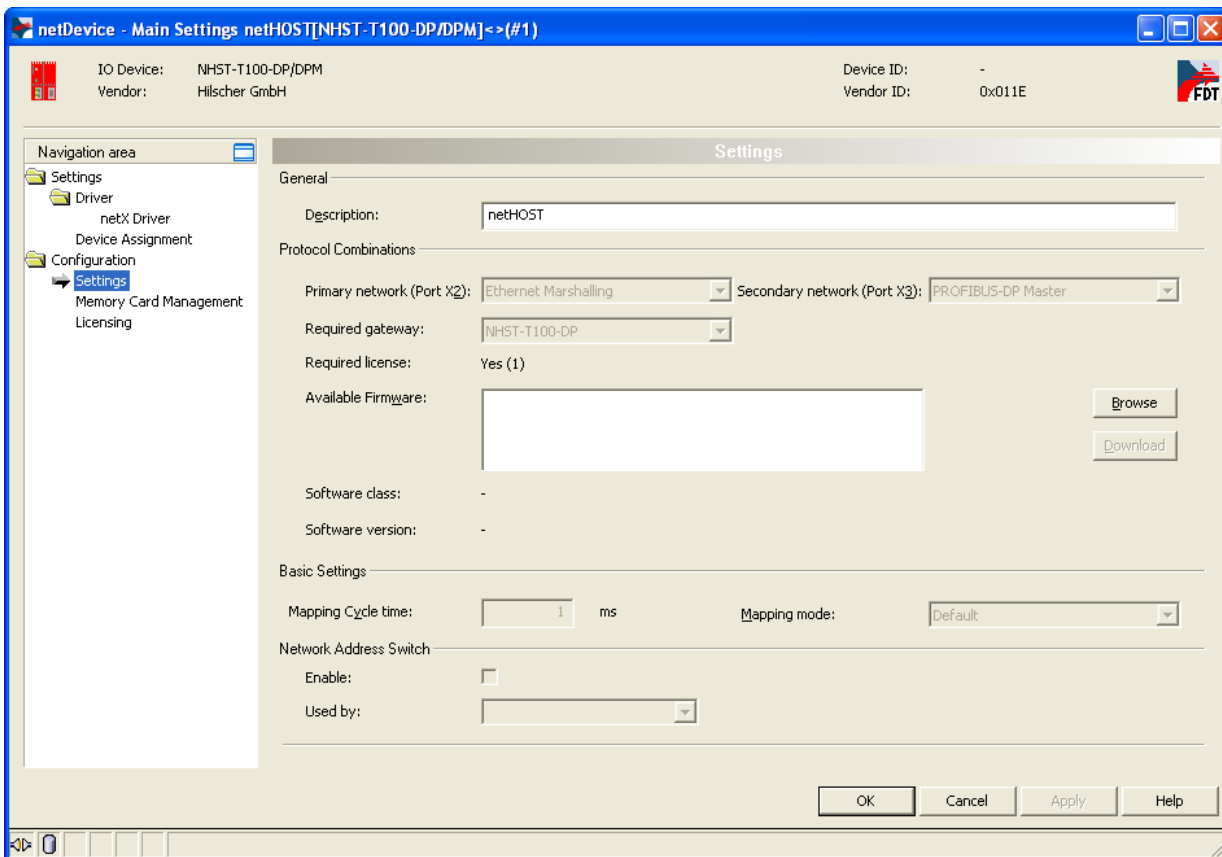 netDevice - Main Settings netHOST[NHST-T100-DP/DPM]<>(#1)
IO Device: NHST-T100-DP/DPM Device ID: -
Vendor: Hilscher GmbH Vendor ID: 0x011E
FDT
Navigation area
Settings
Driver
netX Driver
Device Assignment
Configuration
Settings
Memory Card Management
Licensing
Settings
General
Description: netHOST
Protocol Combinations
Primary network (Port X2): Ethernet Marshalling Secondary network (Port X3): PROFIBUS-DP Master
Required gateway: NHST-T100-DP
Required license: Yes (1)
Available Firmware: Browse
Download
Software class: -
Software version: -
Basic Settings
Mapping Cycle time: 1 ms Mapping mode: Default
Network Address Switch
Enable:
Used by:
OK Cancel Apply Help